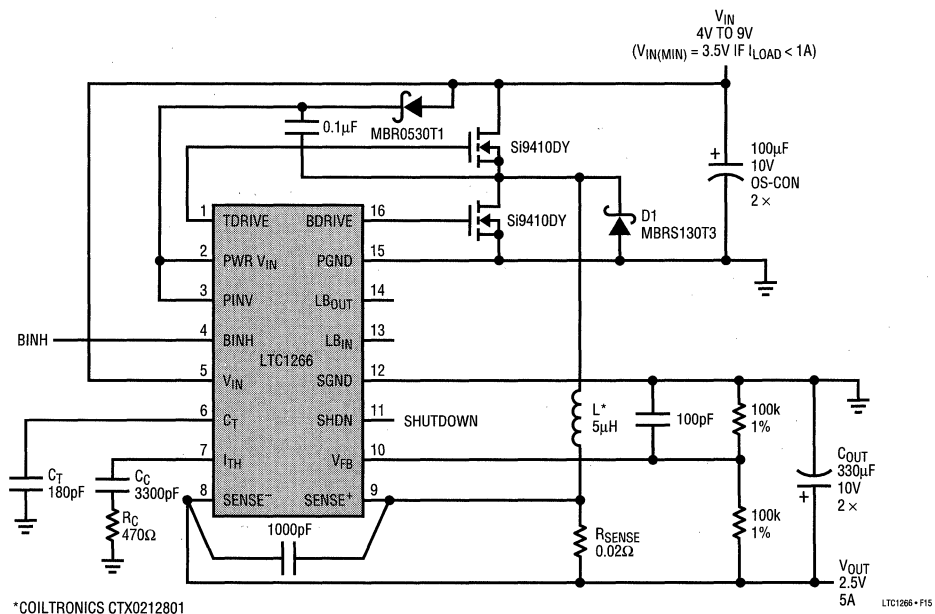 V_IN
4V TO 9V
(V_IN(MIN) = 3.5V IF I_LOAD < 1A)
0.1µF
MBR0530T1
Si9410DY
+
100µF
10V
OS-CON
2 ×
Si9410DY
D1
MBRS130T3
1 TDRIVE
BDRIVE 16
2 PWR V_IN
PGND 15
3 PINV
LB_OUT 14
BINH
4 BINH
LB_IN 13
LTC1266
5 V_IN
SGND 12
6 C_T
SHDN 11
SHUTDOWN
7 I_TH
V_FB 10
8 SENSE⁻
SENSE⁺ 9
L*
5µH
100pF
100k
1%
C_T
180pF
C_C
3300pF
R_C
470Ω
1000pF
C_OUT
330µF
10V
2 ×
+
R_SENSE
0.02Ω
100k
1%
V_OUT
2.5V
5A
*COILTRONICS CTX0212801
LTC1266 • F15